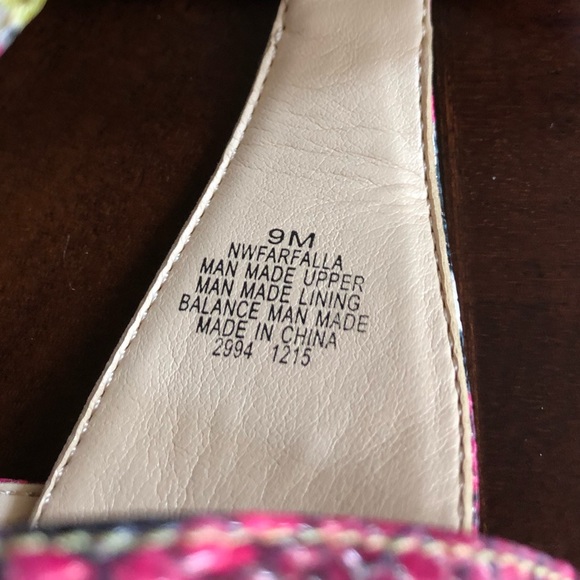 9M
NWFARFALLA
MAN MADE UPPER
MAN MADE LINING
BALANCE MAN MADE
MADE IN CHINA
2994 1215